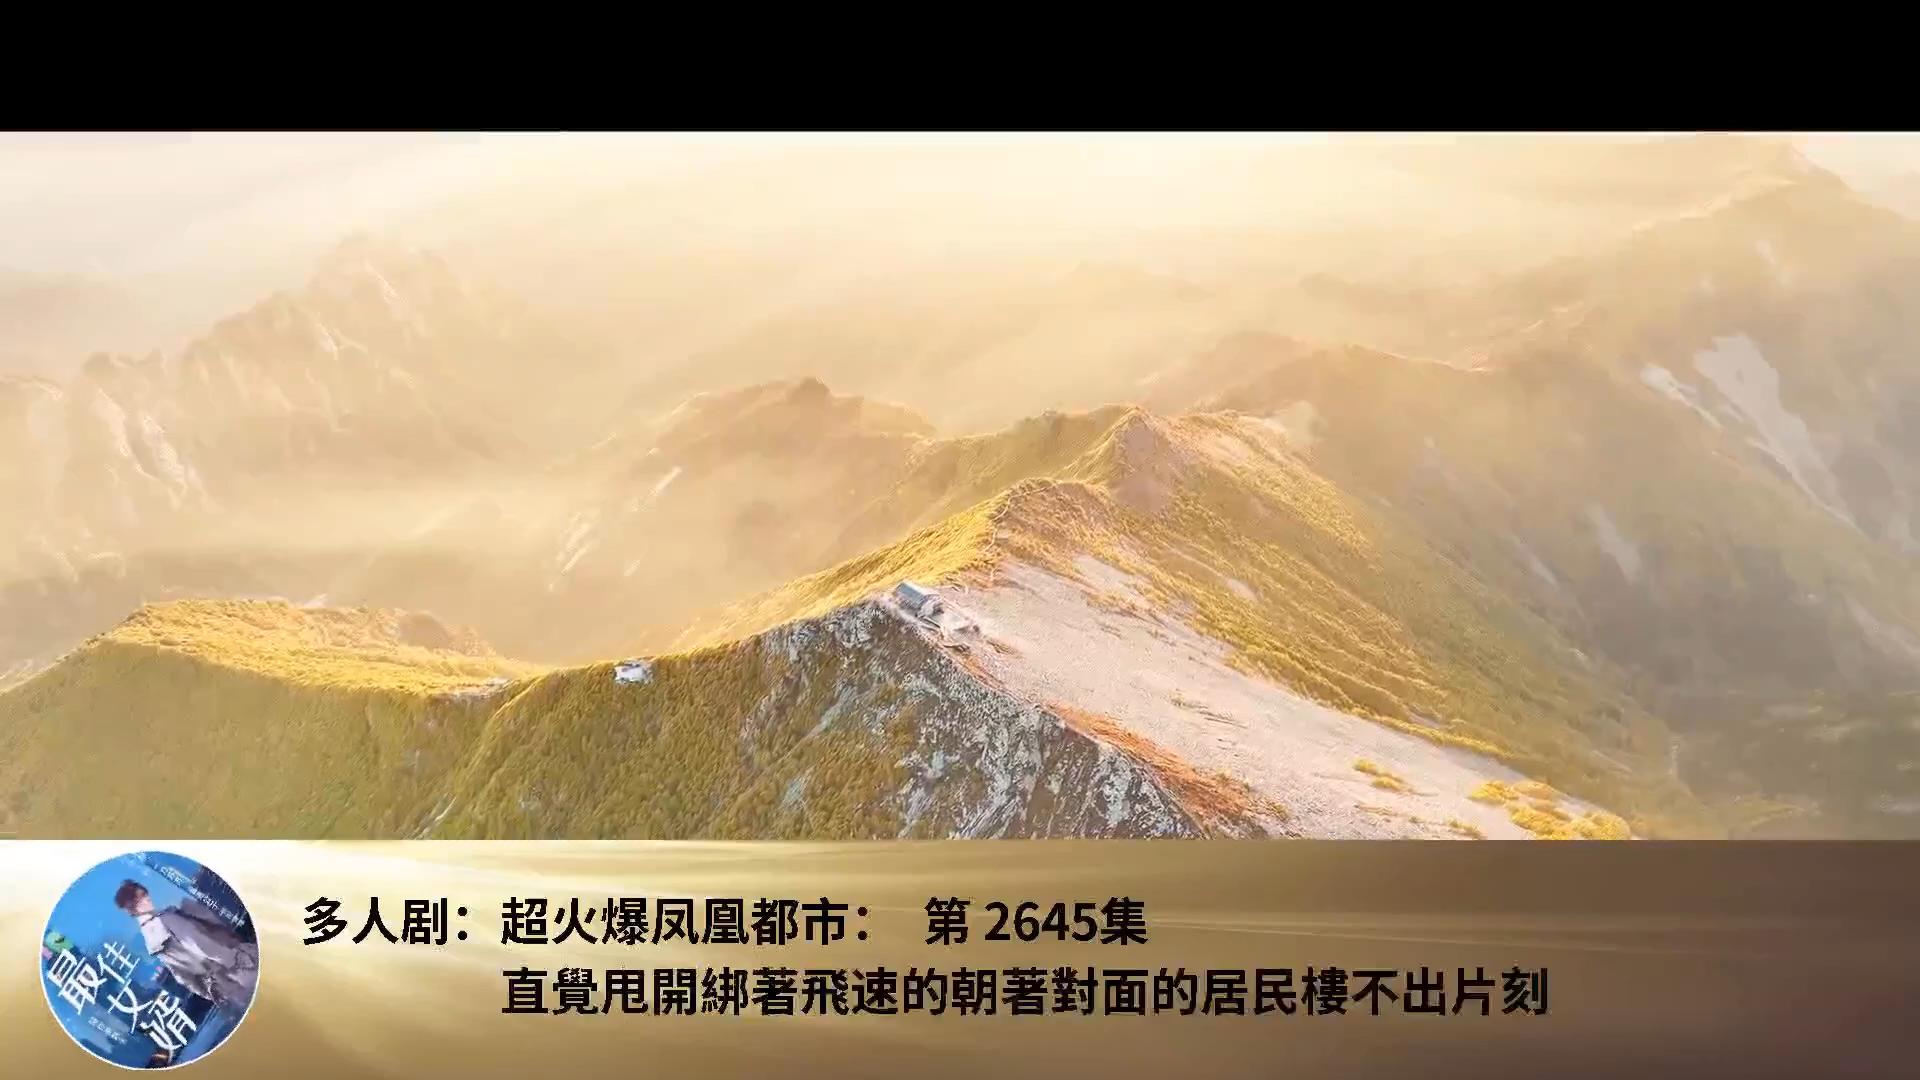 多人剧：超火爆凤凰都市： 第 2645集
直覺甩開綁著飛速的朝著對面的居民樓不出片刻
最佳
女婿